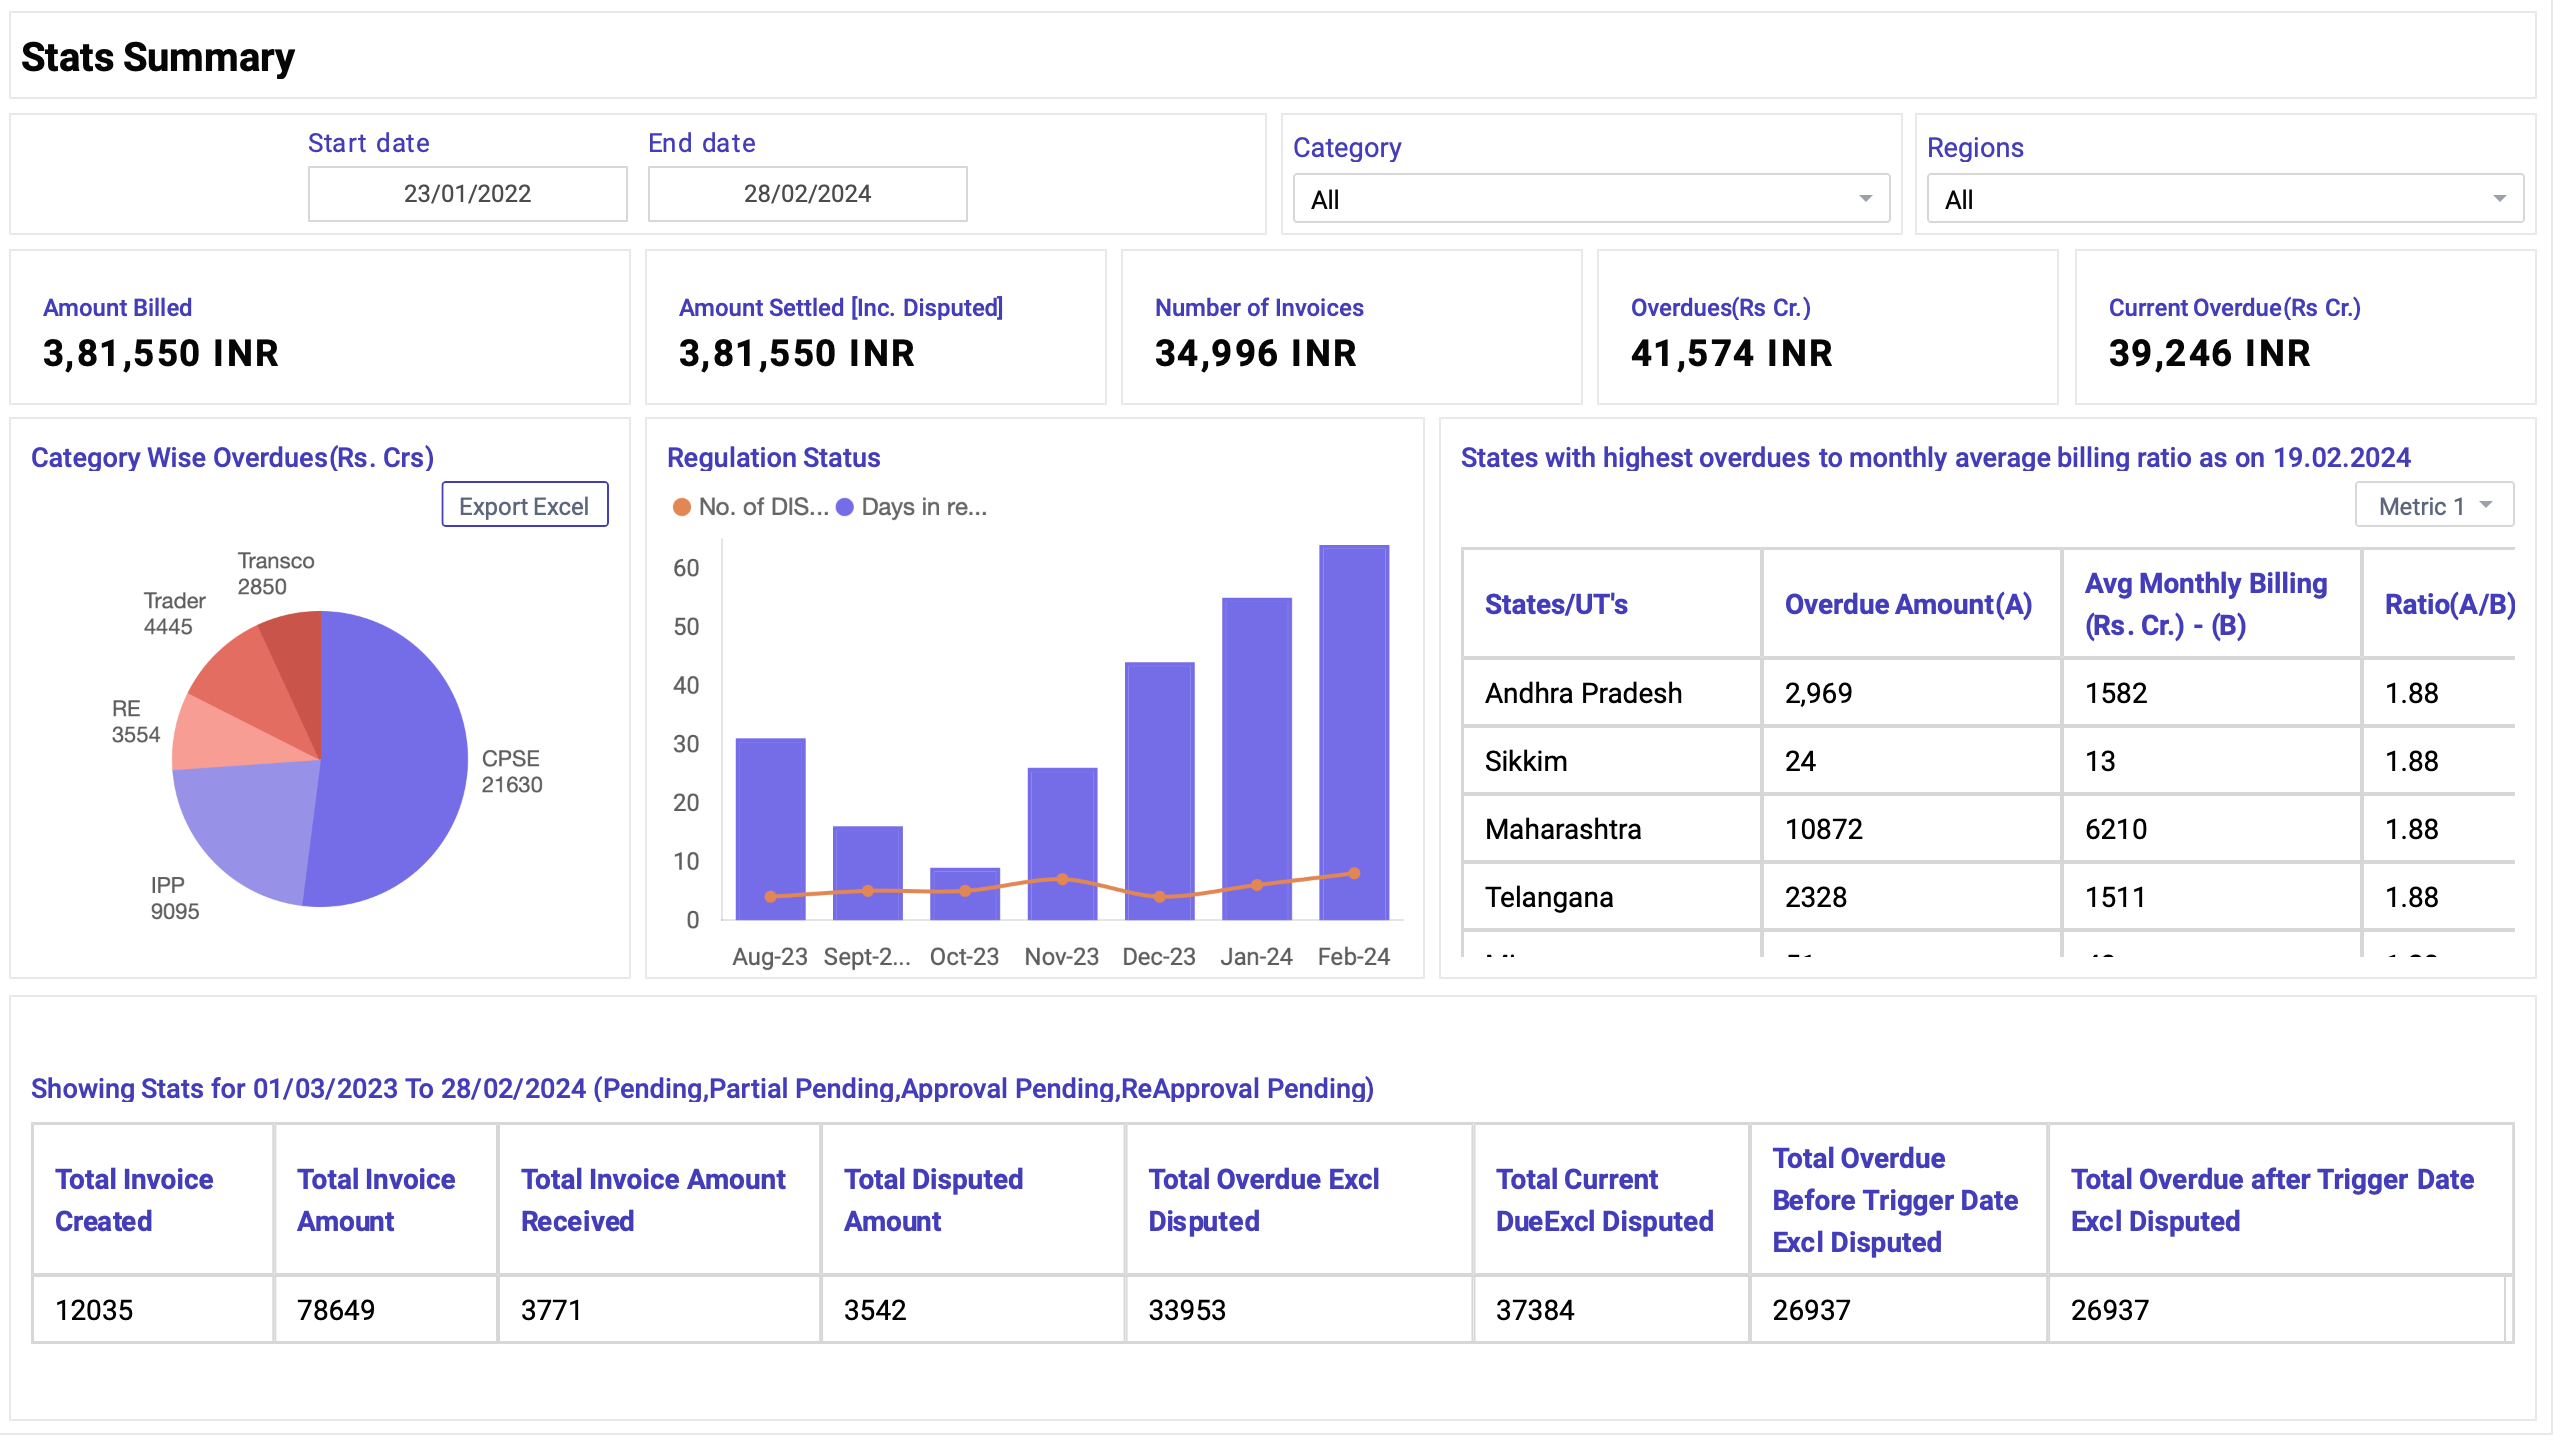 Stats Summary
Start date
End date
Category
Regions
23/01/2022
28/02/2024
All
All
Amount Billed
3,81,550 INR
Amount Settled [Inc. Disputed]
3,81,550 INR
Number of Invoices
34,996 INR
Overdues(Rs Cr.)
41,574 INR
Current Overdue(Rs Cr.)
39,246 INR
Category Wise Overdues(Rs. Crs)
Export Excel
Transco
2850
Trader
4445
RE
3554
CPSE
21630
IPP
9095
Regulation Status
No. of DIS... Days in re...
60
50
40
30
20
10
0
Aug-23 Sept-2... Oct-23 Nov-23 Dec-23 Jan-24 Feb-24
States with highest overdues to monthly average billing ratio as on 19.02.2024
Metric 1
States/UT's
Overdue Amount(A)
Avg Monthly Billing
(Rs. Cr.) - (B)
Ratio(A/B)
Andhra Pradesh 2,969 1582 1.88
Sikkim 24 13 1.88
Maharashtra 10872 6210 1.88
Telangana 2328 1511 1.88
Showing Stats for 01/03/2023 To 28/02/2024 (Pending,Partial Pending,Approval Pending,ReApproval Pending)
Total Invoice
Created
Total Invoice
Amount
Total Invoice Amount
Received
Total Disputed
Amount
Total Overdue Excl
Disputed
Total Current
DueExcl Disputed
Total Overdue
Before Trigger Date
Excl Disputed
Total Overdue after Trigger Date
Excl Disputed
12035 78649 3771 3542 33953 37384 26937 26937